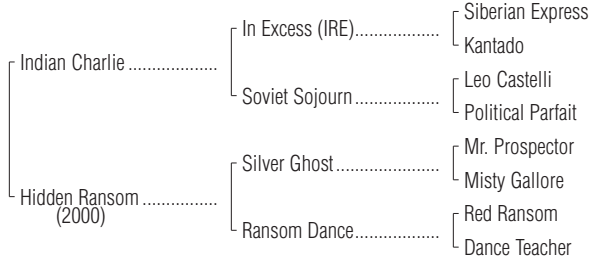 Siberian Express
In Excess (IRE)..................
Kantado
Indian Charlie ..................
Leo Castelli
Soviet Sojourn..................
Political Parfait
Mr. Prospector
Silver Ghost......................
Misty Gallore
Hidden Ransom ...............
(2000)
Red Ransom
Ransom Dance..................
Dance Teacher